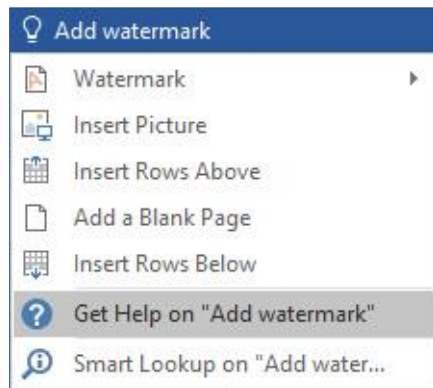 Add watermark
Watermark
Insert Picture
Insert Rows Above
Add a Blank Page
Insert Rows Below
Get Help on "Add watermark"
Smart Lookup on "Add water...